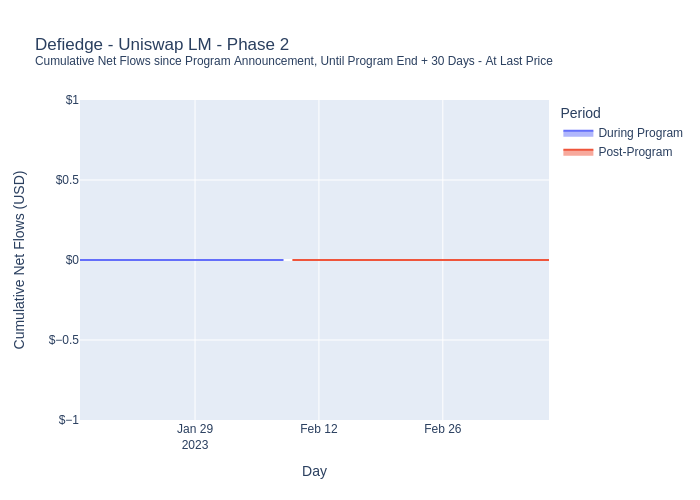 Defiedge - Uniswap LM - Phase 2
Cumulative Net Flows since Program Announcement, Until Program End + 30 Days - At Last Price
Period
During Program
Post-Program
Cumulative Net Flows (USD)
$1
$0.5
$0
$−0.5
$−1
Jan 29
2023
Feb 12
Feb 26
Day